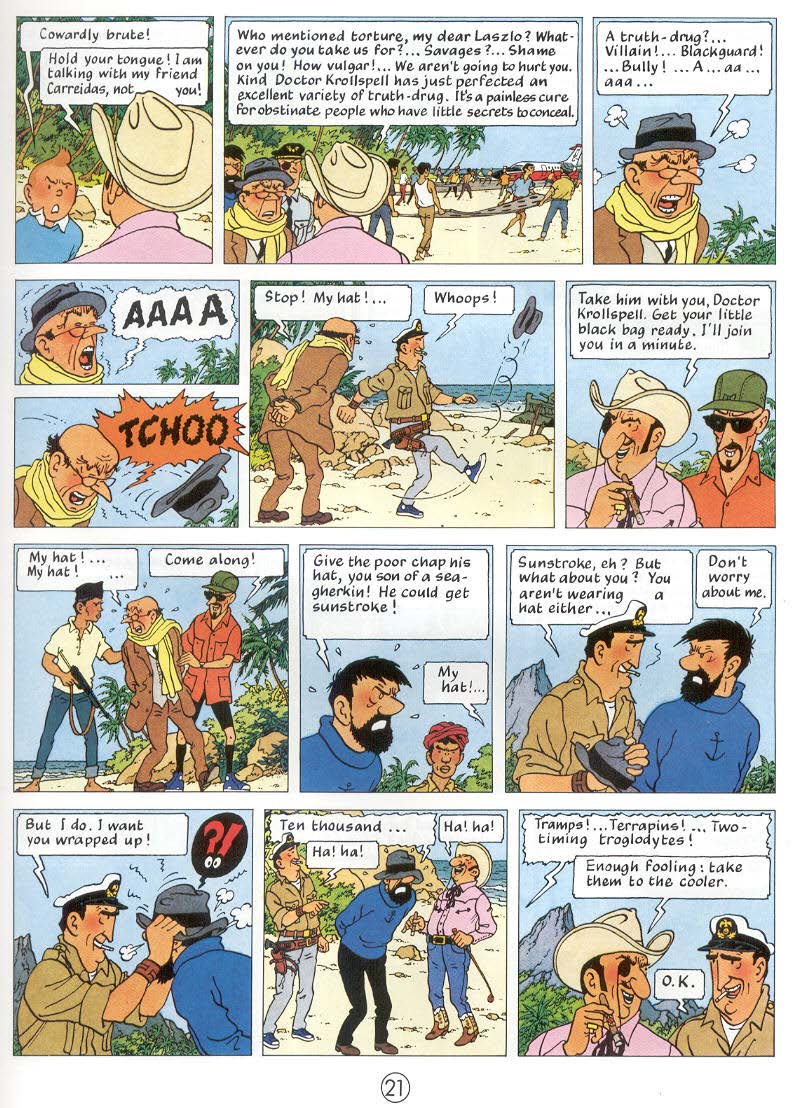 Cowardly brute!
Hold your tongue! I am
talking with my friend
Carreidas, not you!
Who mentioned torture, my dear Laszlo? What-
ever do you take us for?... Savages?... Shame
on you! How vulgar!... We aren't going to hurt you.
Kind Doctor Krollspell has just perfected an
excellent variety of truth-drug. It's a painless cure
for obstinate people who have little secrets to conceal.
A truth-drug?...
Villain!... Blackguard!
...Bully! ...A...aa...
aaa...
AAAA
TCHOO
Stop! My hat!...
Whoops!
Take him with you, Doctor
Krollspell. Get your little
black bag ready. I'll join
you in a minute.
My hat!...
My hat! ...
Come along!
Give the poor chap his
hat, you son of a sea-
gherkin! He could get
sunstroke!
My
hat!...
Sunstroke, eh? But
what about you? You
aren't wearing a
hat either...
Don't
worry
about me.
But I do. I want
you wrapped up!
?!
Ten thousand ...
Ha! ha!
Ha! ha!
Tramps!...Terrapins!... Two-
timing troglodytes!
Enough fooling: take
them to the cooler.
O.K.
21